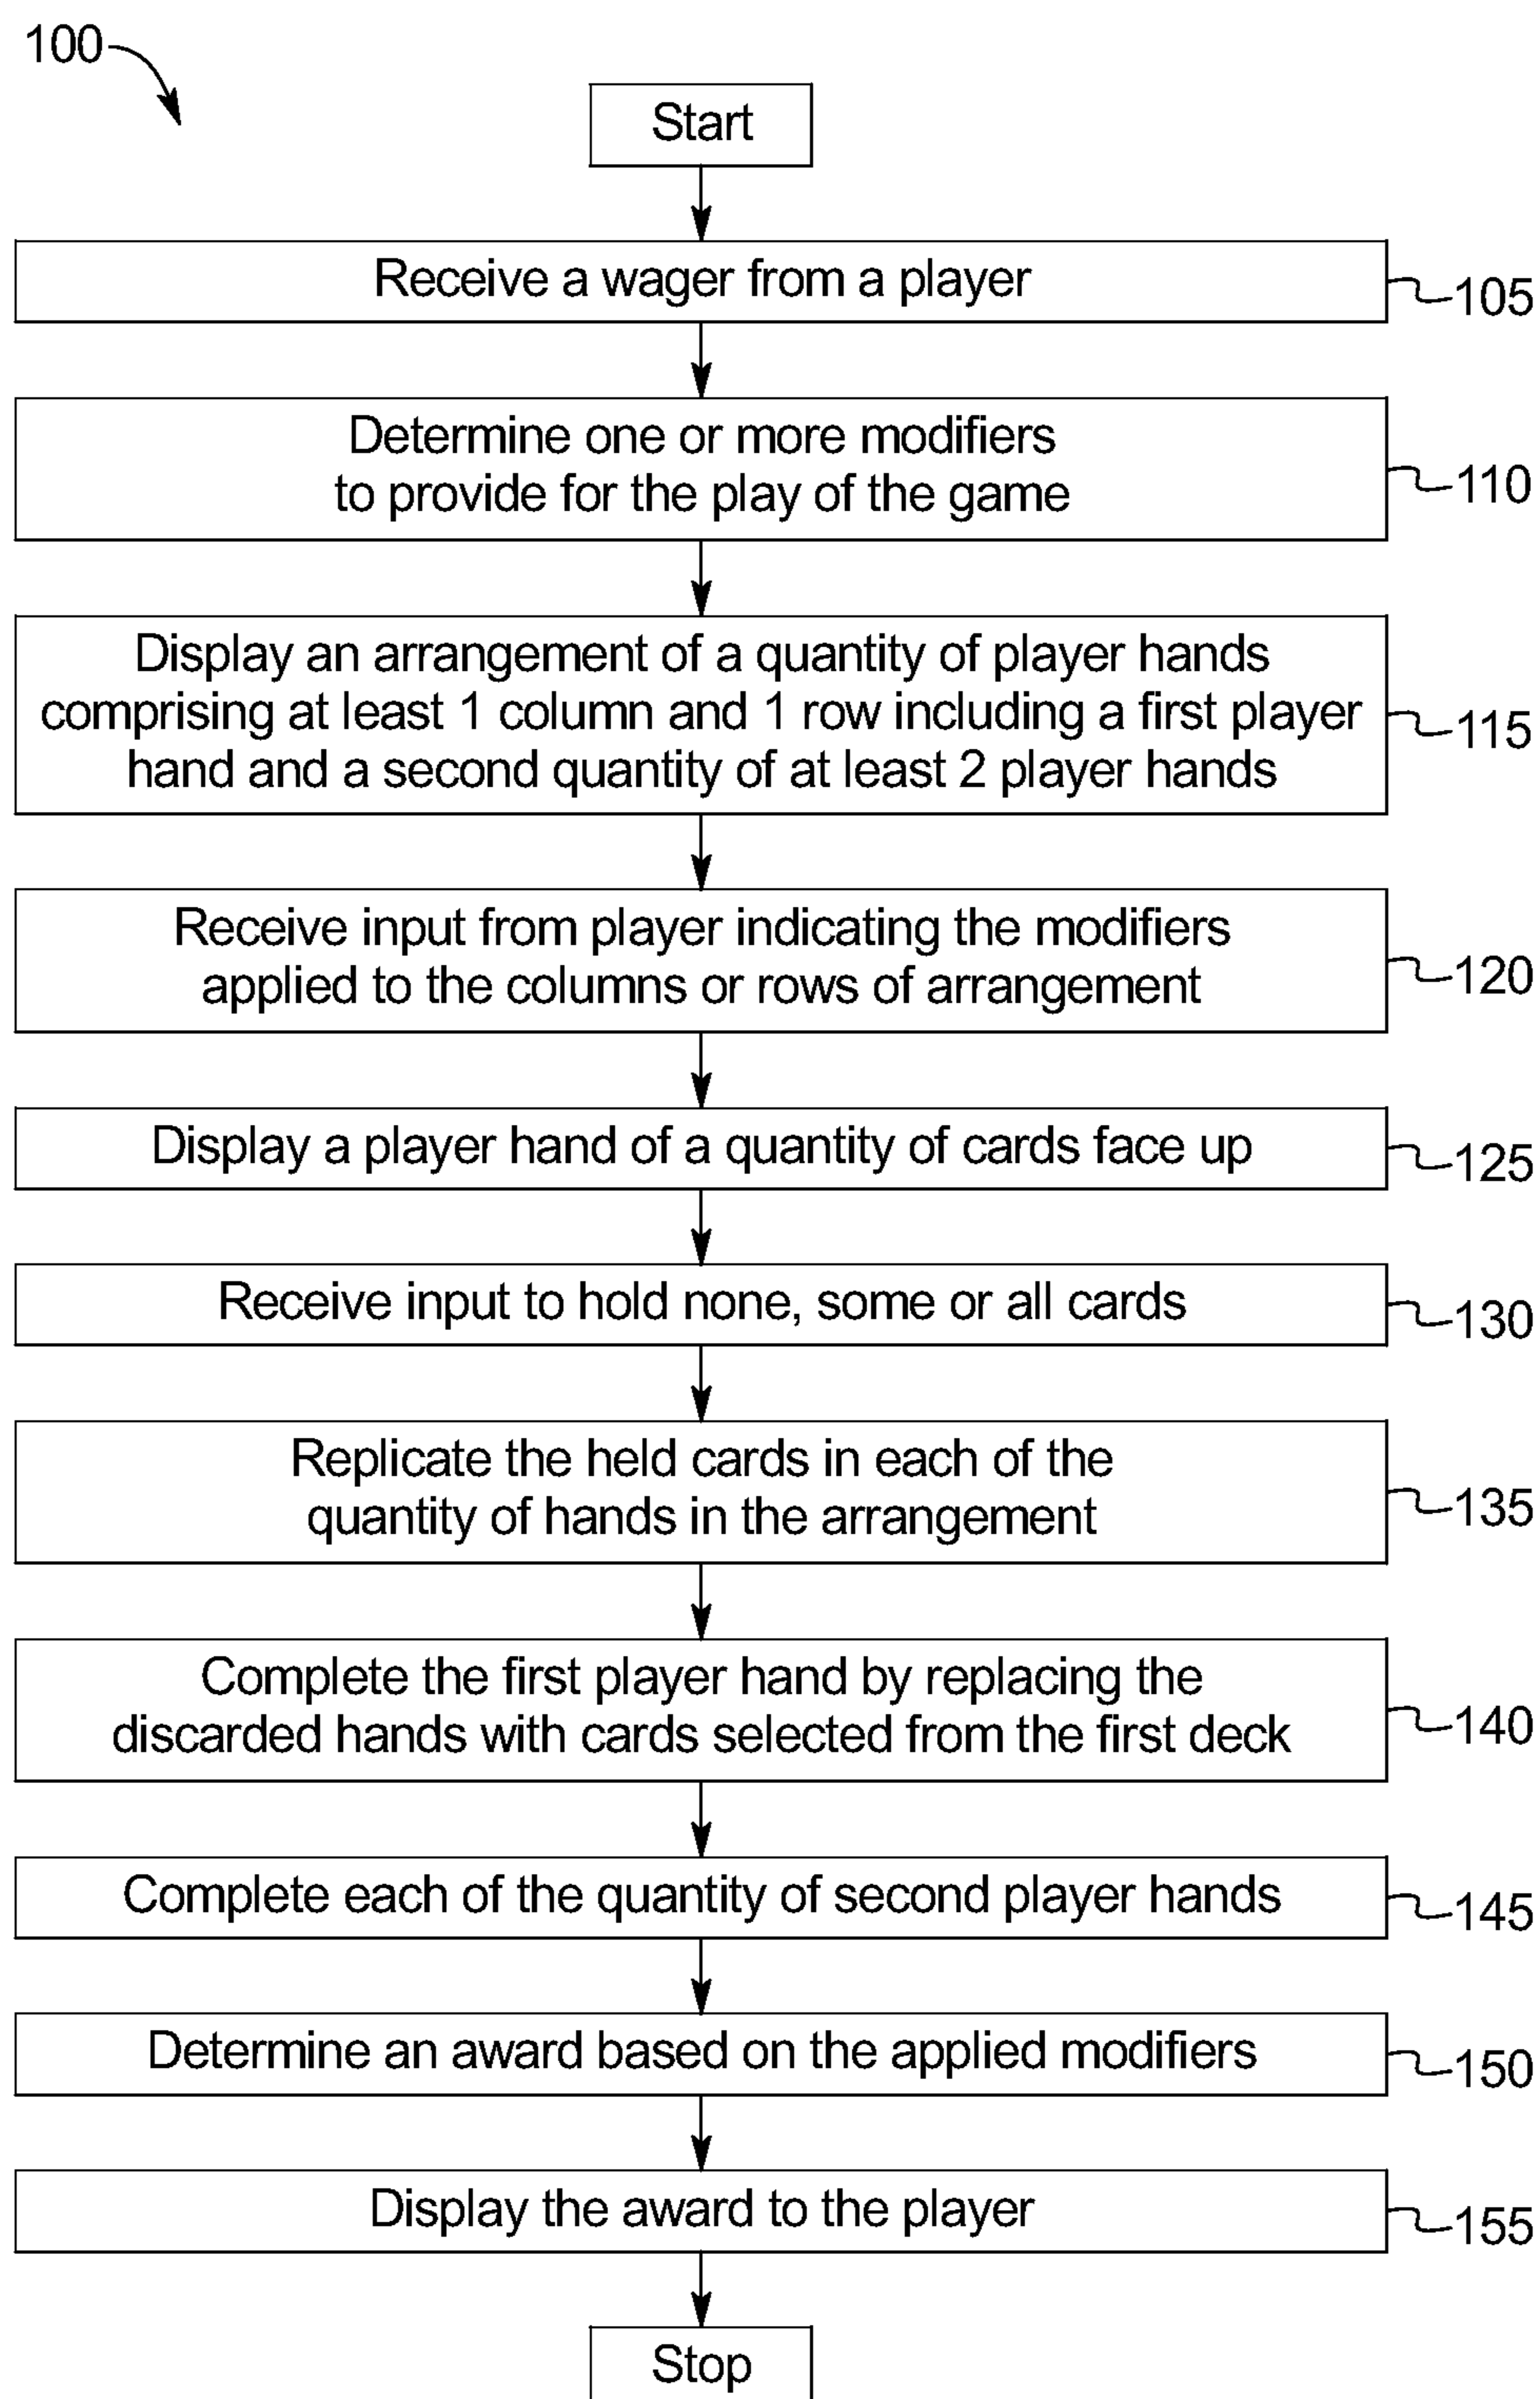 100
Start
Receive a wager from a player
105
Determine one or more modifiers
to provide for the play of the game
110
Display an arrangement of a quantity of player hands
comprising at least 1 column and 1 row including a first player
hand and a second quantity of at least 2 player hands
115
Receive input from player indicating the modifiers
applied to the columns or rows of arrangement
120
Display a player hand of a quantity of cards face up
125
Receive input to hold none, some or all cards
130
Replicate the held cards in each of the
quantity of hands in the arrangement
135
Complete the first player hand by replacing the
discarded hands with cards selected from the first deck
140
Complete each of the quantity of second player hands
145
Determine an award based on the applied modifiers
150
Display the award to the player
155
Stop